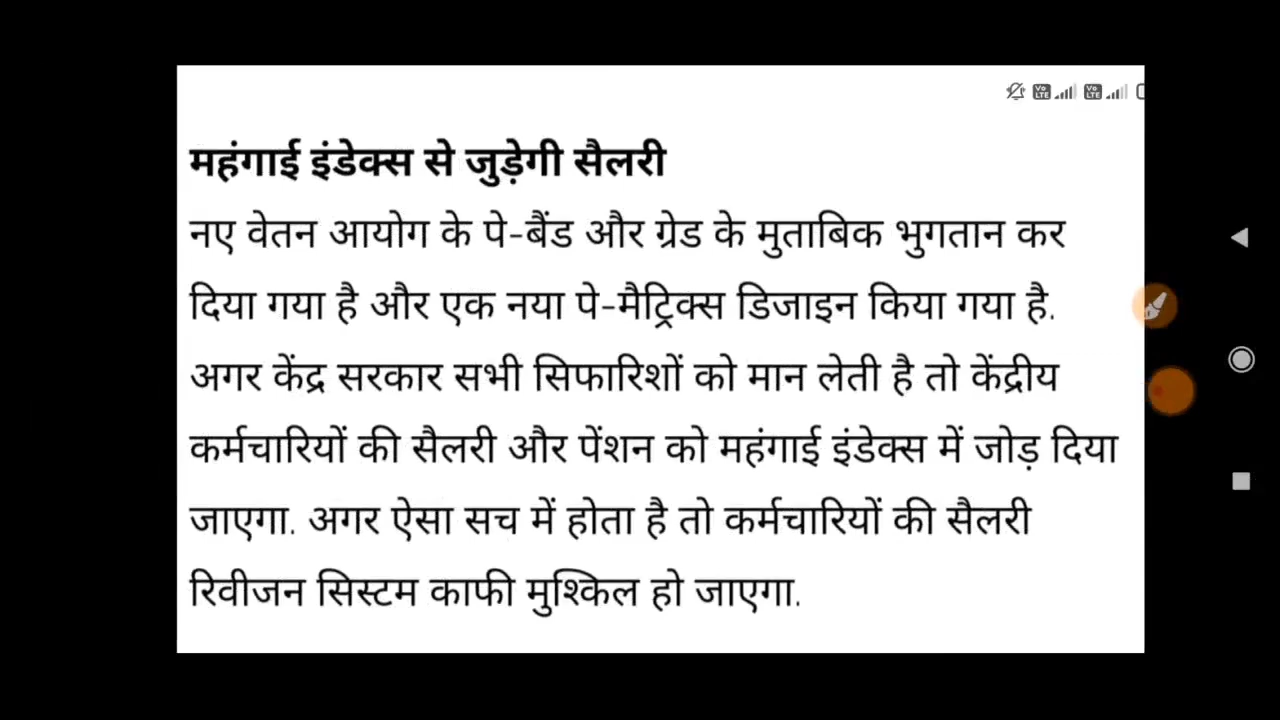 महंगाई इंडेक्स से जुड़ेगी सैलरी
नए वेतन आयोग के पे-बैंड और ग्रेड के मुताबिक भुगतान कर
दिया गया है और एक नया पे-मैट्रिक्स डिजाइन किया गया है.
अगर केंद्र सरकार सभी सिफारिशों को मान लेती है तो केंद्रीय
कर्मचारियों की सैलरी और पेंशन को महंगाई इंडेक्स में जोड़ दिया
जाएगा. अगर ऐसा सच में होता है तो कर्मचारियों की सैलरी
रिवीजन सिस्टम काफी मुश्किल हो जाएगा.